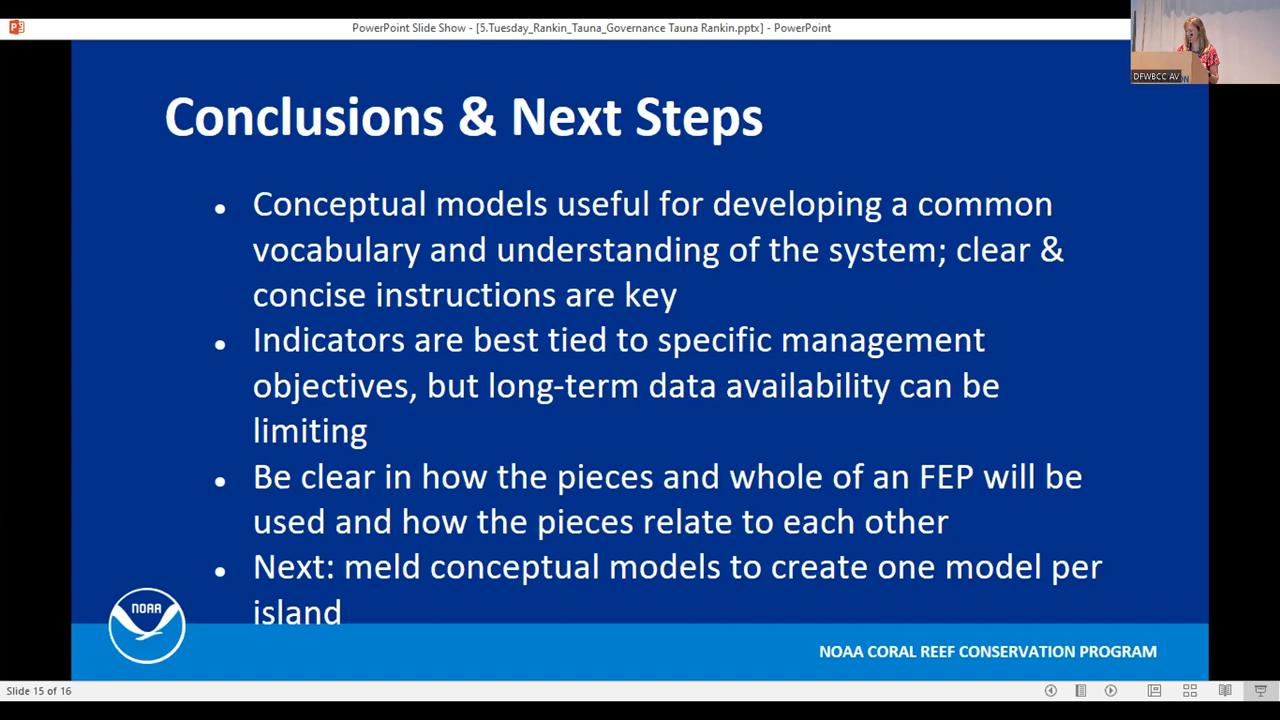 PowerPoint Slide Show - [5.Tuesday_Rankin_Tauna_Governance Tauna Rankin.pptx] - PowerPoint
DFWBCC AV
Conclusions & Next Steps
• Conceptual models useful for developing a common
vocabulary and understanding of the system; clear &
concise instructions are key
• Indicators are best tied to specific management
objectives, but long-term data availability can be
limiting
• Be clear in how the pieces and whole of an FEP will be
used and how the pieces relate to each other
• Next: meld conceptual models to create one model per
island
NOAA
NOAA CORAL REEF CONSERVATION PROGRAM
Slide 15 of 16